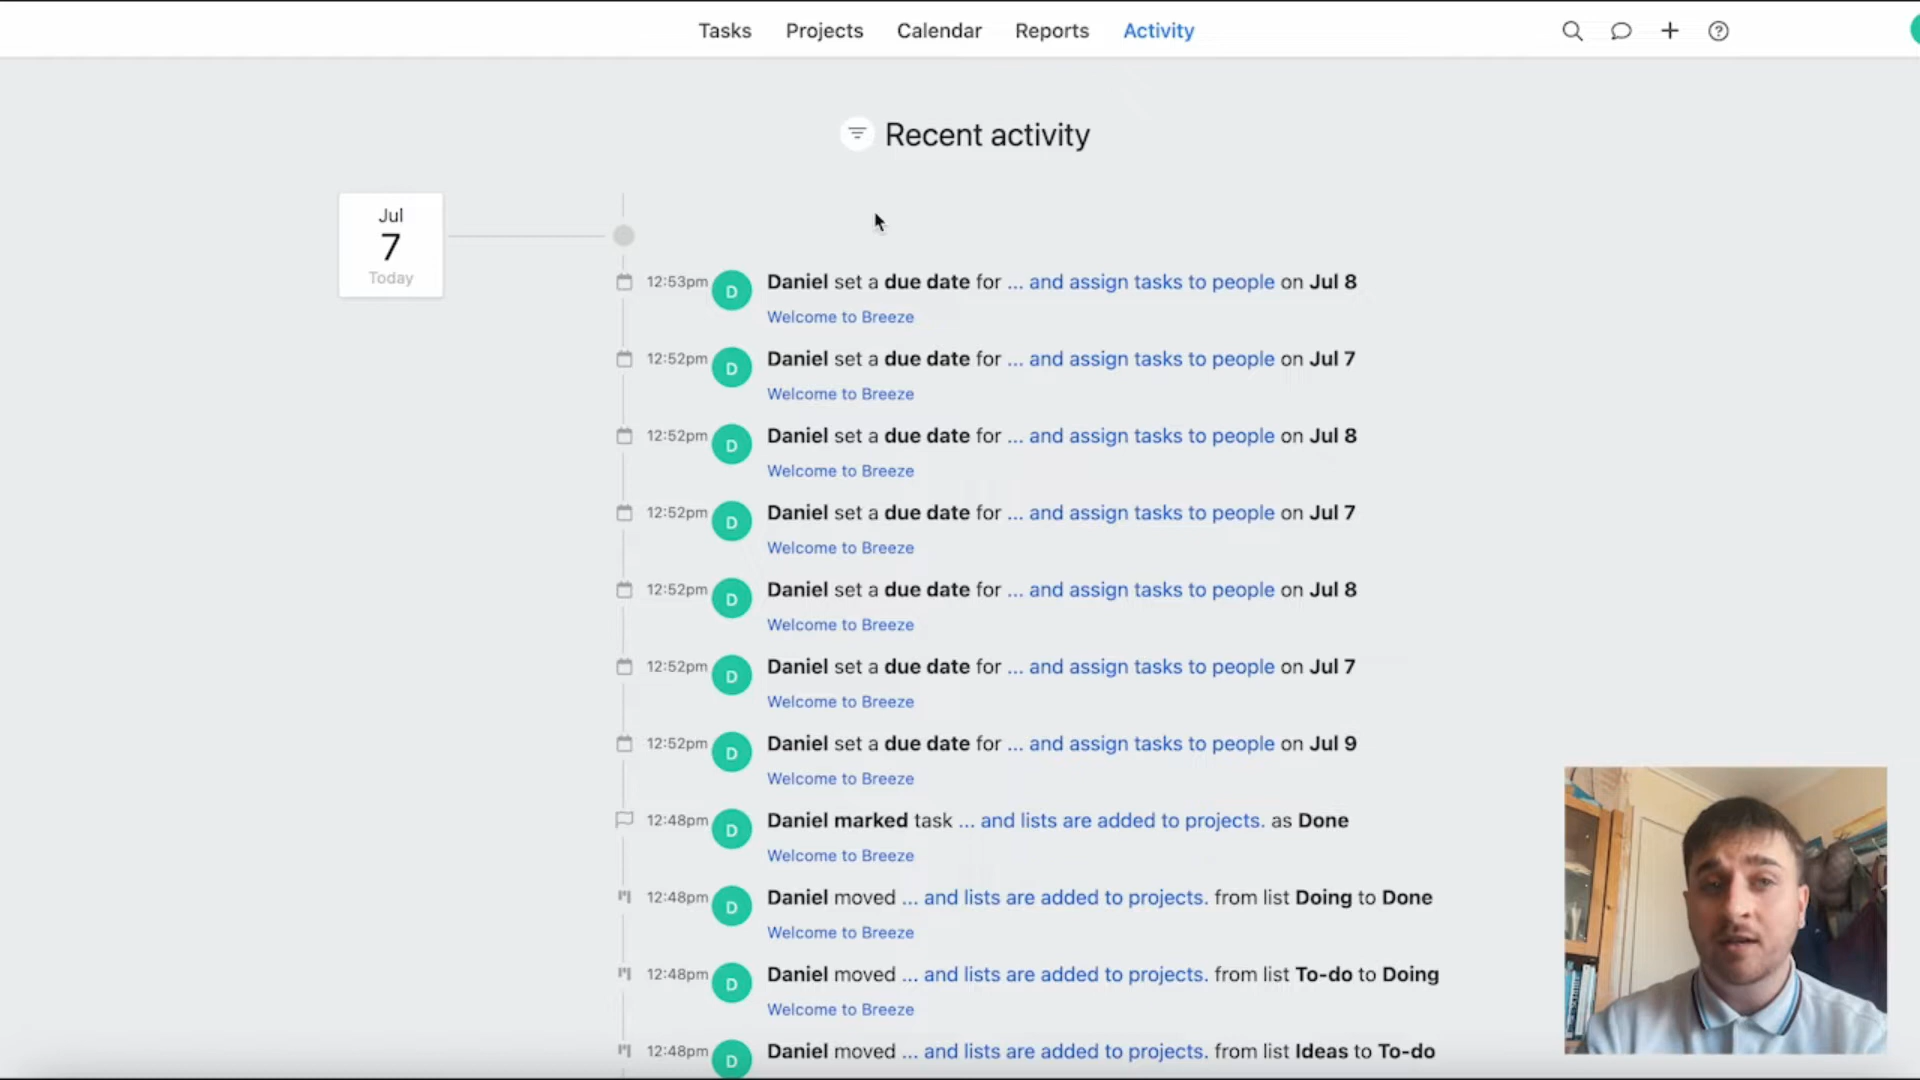 Tasks Projects Calendar Reports Activity
Recent activity
Jul
7
Today
12:53pm D Daniel set a due date for ... and assign tasks to people on Jul 8
Welcome to Breeze
12:52pm D Daniel set a due date for ... and assign tasks to people on Jul 7
Welcome to Breeze
12:52pm D Daniel set a due date for ... and assign tasks to people on Jul 8
Welcome to Breeze
12:52pm D Daniel set a due date for ... and assign tasks to people on Jul 7
Welcome to Breeze
12:52pm D Daniel set a due date for ... and assign tasks to people on Jul 8
Welcome to Breeze
12:52pm D Daniel set a due date for ... and assign tasks to people on Jul 7
Welcome to Breeze
12:52pm D Daniel set a due date for ... and assign tasks to people on Jul 9
Welcome to Breeze
12:48pm D Daniel marked task ... and lists are added to projects. as Done
Welcome to Breeze
12:48pm D Daniel moved ... and lists are added to projects. from list Doing to Done
Welcome to Breeze
12:48pm D Daniel moved ... and lists are added to projects. from list To-do to Doing
Welcome to Breeze
12:48pm D Daniel moved ... and lists are added to projects. from list Ideas to To-do